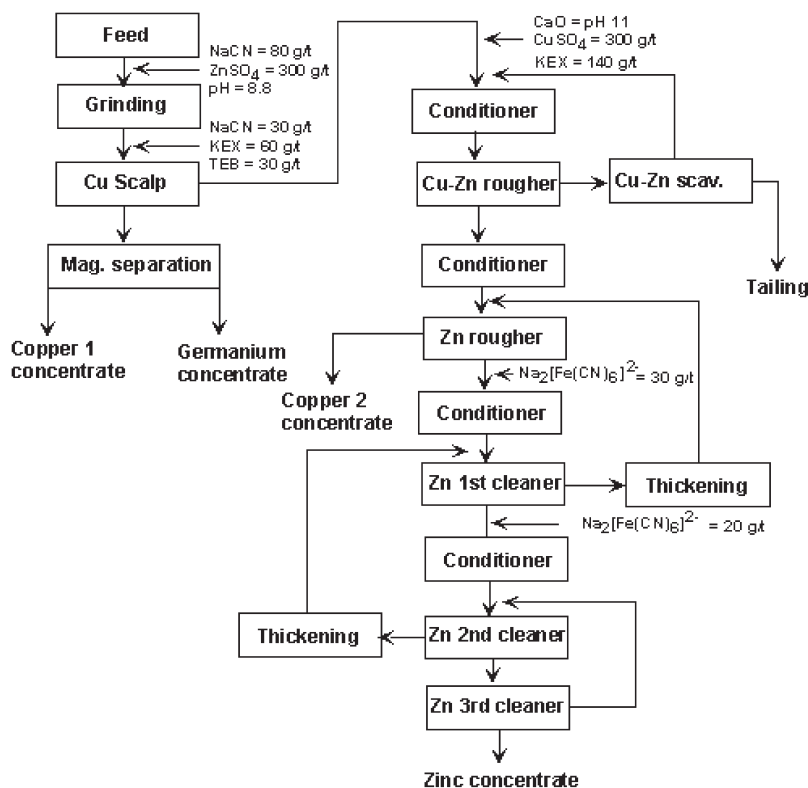 Feed
NaCN = 80 g/t
ZnSO4 = 300 g/t
pH = 8.8
Grinding
NaCN = 30 g/t
KEX = 60 g/t
TEB = 30 g/t
Cu Scalp
Mag. separation
Copper 1
concentrate
Germanium
concentrate
CaO = pH 11
CuSO4 = 300 g/t
KEX = 140 g/t
Conditioner
Cu-Zn rougher
Cu-Zn scav.
Tailing
Conditioner
Zn rougher
Copper 2
concentrate
Na2[Fe(CN)6]2- = 30 g/t
Conditioner
Zn 1st cleaner
Thickening
Na2[Fe(CN)6]2- = 20 g/t
Conditioner
Thickening
Zn 2nd cleaner
Zn 3rd cleaner
Zinc concentrate